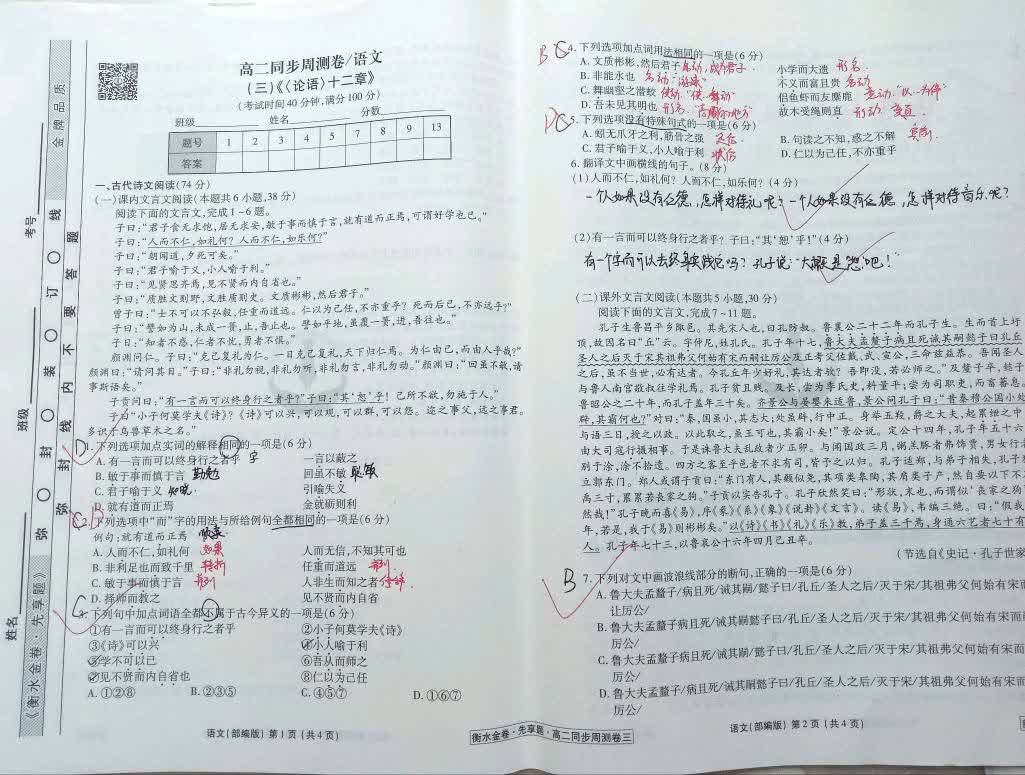 高二同步周测卷/语文
(三)《〈论语〉十二章》
(考试时间40分钟,满分100分)
班级 姓名 分数
题号 1 2 3 4 5 7 8 9 13
答案
一、古代诗文阅读(74分)
(一)课内文言文阅读(本题共6小题,38分)
阅读下面的文言文,完成1~6题。
子曰:“君子食无求饱,居无求安,敏于事而慎于言,就有道而正焉,可谓好学也已。”
子曰:“人而不仁,如礼何?人而不仁,如乐何?”
子曰:“朝闻道,夕死可矣。”
子曰:“君子喻于义,小人喻于利。”
子曰:“见贤思齐焉,见不贤而内自省也。”
子曰:“质胜文则野,文胜质则史。文质彬彬,然后君子。”
曾子曰:“士不可以不弘毅,任重而道远。仁以为己任,不亦重乎?死而后已,不亦远乎?”
子曰:“譬如为山,未成一篑,止,吾止也。譬如平地,虽覆一篑,进,吾往也。”
子曰:“知者不惑,仁者不忧,勇者不惧。”
颜渊问仁。子曰:“克己复礼为仁。一日克己复礼,天下归仁焉。为仁由己,而由人乎哉?”
颜渊曰:“请问其目。”子曰:“非礼勿视,非礼勿听,非礼勿言,非礼勿动。”颜渊曰:“回虽不敏,请
事斯语矣。”
子贡问曰:“有一言而可以终身行之者乎?”子曰:“其‘恕’乎!己所不欲,勿施于人。”
子曰:“小子何莫学夫《诗》?《诗》可以兴,可以观,可以群,可以怨。迩之事父,远之事君。
多识于鸟兽草木之名。”
D
1.下列选项加点实词的解释相同的一项是(6分)
A.有一言而可以终身行之者乎 字 一言以蔽之
B.敏于事而慎于言 勤勉 回虽不敏 聪敏
C.君子喻于义 知晓 引喻失义
D.就有道而正焉 金就砺则利
C D
2.下列选项中“而”字的用法与所给例句全都相同的一项是(6分)
例句:就有道而正焉 顺承
A.人而不仁,如礼何 如果 人而无信,不知其可也
B.非利足也而致千里 转折 任重而道远 并列
C.敏于事而慎于言 并列 人非生而知之者 修饰
D.择师而教之 见不贤而内自省
C
3.下列句中加点词语全都不属于古今异义的一项是(6分)
①有一言而可以终身行之者乎 ②小子何莫学夫《诗》
③《诗》可以兴 ④小人喻于利
⑤学不可以已 ⑥吾从而师之
⑦见不贤而内自省也 ⑧仁以为己任
A.①②⑧ B.②③⑤ C.④⑤⑦ D.①⑥⑦
语文(部编版) 第1页(共4页)
B C
4.下列选项加点词用法相同的一项是(6分)
A.文质彬彬,然后君子 名动,成为君子 小学而大遗 形名
B.非能水也 名动“游泳” 不又而富且贵 名动
C.舞幽壑之潜蛟 使动“使…舞动” 侣鱼虾而友麋鹿 意动“以…为伴”
D.吾未见其明也 形名“高明的地方” 故木受绳则直 形动 变直
D C
5.下列选项没有特殊句式的一项是(6分)
A.蚓无爪牙之利,筋骨之强 定后 B.句读之不知,惑之不解 宾前
C.君子喻于义,小人喻于利 状后 D.仁以为己任,不亦重乎
6.翻译文中画横线的句子。(8分)
(1)人而不仁,如礼何?人而不仁,如乐何?(4分)
一个人如果没有仁德,怎样对待礼呢?一个人如果没有仁德,怎样对待音乐呢?
(2)有一言而可以终身行之者乎?子曰:“其‘恕’乎!”(4分)
有一个字而可以去终身实践它吗?孔子说:“大概是‘恕’吧!”
(二)课外文言文阅读(本题共5小题,30分)
阅读下面的文言文,完成7~11题。
孔子生鲁昌平乡陬邑。其先宋人也,曰孔防叔。鲁襄公二十二年而孔子生。生而首上圩
顶,故因名曰“丘”云。字仲尼,姓孔氏。孔子年十七,鲁大夫孟釐子病且死诫其嗣懿子曰孔丘
圣人之后灭于宋其祖弗父何始有宋而嗣让厉公及正考父佐戴、武、宣公,三命兹益恭。吾闻圣人
之后,虽不当世,必有达者。今孔丘年少好礼,其达者欤?吾即没,若必师之。”及釐子卒,懿子
与鲁人南宫敬叔往学礼焉。孔子贫且贱。及长,尝为季氏史,料量平;尝为司职吏,而畜蕃息。
鲁昭公之二十年,而孔子盖年三十矣。齐景公与晏婴来适鲁,景公问孔子曰:“昔秦穆公国小处
辟,其霸何也?”对曰:“秦,国虽小,其志大;处虽辟,行中正。身举五羖,爵之大夫,起累绁之中
与语三日,授之以政。以此取之,虽王可也,其霸小矣!”景公说。定公十四年,孔子年五十六
由大司寇行摄相事。于是诛鲁大夫乱政者少正卯。与闻国政三月,粥羔豚者弗饰贾,男女行
别于涂,涂不拾遗。四方之客至乎邑者不求有司,皆予之以归。孔子适郑,与弟子相失,孔子
立郭东门。郑人或谓子贡曰:“东门有人,其颡似尧,其项类皋陶,其肩类子产,然自要以下不
禹三寸,累累若丧家之狗。”子贡以实告孔子。孔子欣然笑曰:“形状,末也,而谓似‘丧家之狗
然哉!”孔子晚而喜《易》,序《彖》《系》《象》《说卦》《文言》。读《易》,韦编三绝。曰:“假我
年,若是,我于《易》则彬彬矣。”以《诗》《书》《礼》《乐》教,弟子盖三千焉,身通六艺者七十有
人。孔子年七十三,以鲁哀公十六年四月己丑卒。
(节选自《史记·孔子世家
B
7.下列对文中画波浪线部分的断句,正确的一项是(6分)
A.鲁大夫孟釐子病且死/诫其嗣懿子曰/孔丘/圣人之后/灭于宋/其祖弗父何始有宋而
让厉公/
B.鲁大夫孟釐子病且死/诫其嗣懿子曰/孔丘/圣人之后/灭于宋/其祖弗父何始有宋而
厉公/
C.鲁大夫孟釐子病且死/诫其嗣/懿子曰/孔丘/圣人之后/灭于宋/其祖弗父何始有宋而
厉公/
D.鲁大夫孟釐子/病且死/诫其嗣/懿子曰/孔丘/圣人之后/灭于宋/其祖弗父何始有宋
厉公/
语文(部编版) 第2页(共4页)
衡水金卷·先享题·高二同步周测卷三
金牌品质
《衡水金卷·先享题》
姓名 班级 考号
弥 封 装 订 线
弥 封 线 内 不 要 答 题